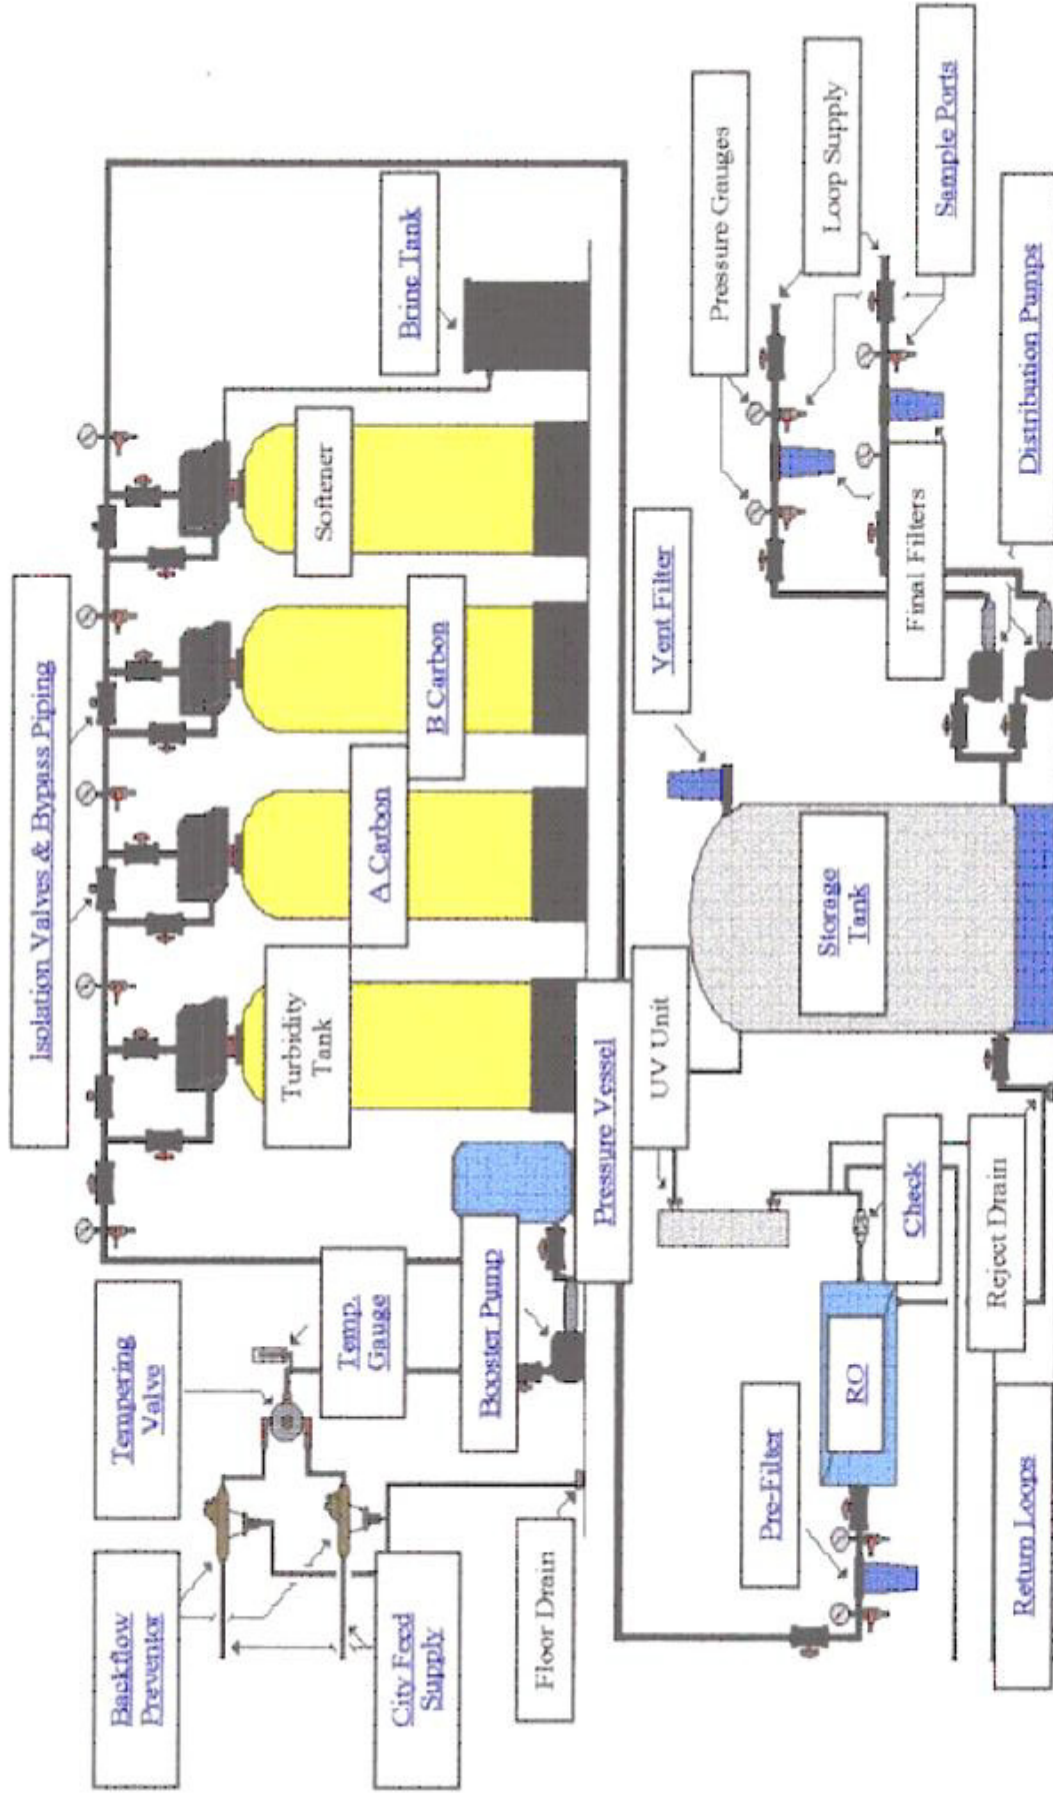 Isolation Valves & Bypass Piping
Backflow
Preventor
Tempering
Valve
City Feed
Supply
Temp.
Gauge
Floor Drain
Booster Pump
Pressure Vessel
Turbidity
Tank
A Carbon
B Carbon
Softener
Brine Tank
Pre-Filter
RO
Check
Return Loops
Reject Drain
UV Unit
Storage
Tank
Vent Filter
Final Filters
Pressure Gauges
Loop Supply
Sample Ports
Distribution Pumps